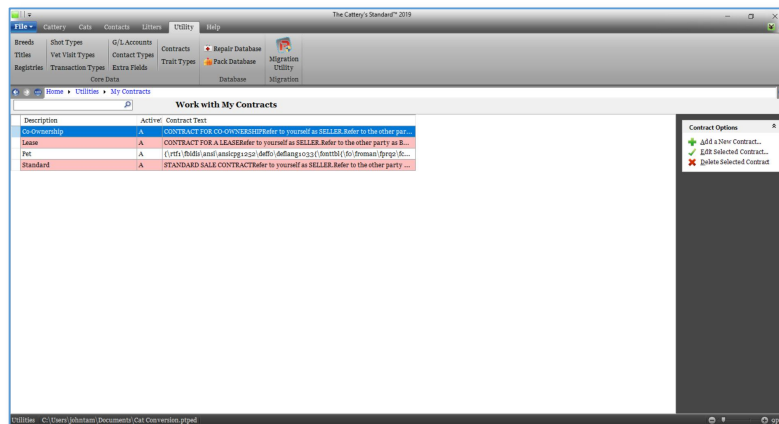 The Cattery's Standard™ 2019
File Cattery Cats Contacts Litters Utility Help
Breeds Shot Types G/L Accounts
Titles Vet Visit Types Contact Types
Registries Transaction Types Extra Fields
Contracts
Trait Types
Repair Database
Pack Database
Migration
Utility
Core Data Database Migration
Home Utilities My Contracts
Work with My Contracts
Description Active? Contract Text
Co-Ownership A CONTRACT FOR CO-OWNERSHIPRefer to yourself as SELLER.Refer to the other par...
Lease A CONTRACT FOR A LEASERefer to yourself as SELLER.Refer to the other party as B...
Pet A {\rtf1\fbidis\ansi\ansicpg1252\deff0\deflang1033{\fonttbl{\f0\froman\fprq2\fc...
Standard A STANDARD SALE CONTRACTRefer to yourself as SELLER.Refer to the other party ...
Contract Options
Add a New Contract...
Edit Selected Contract...
Delete Selected Contract
Utilities C:\Users\johntam\Documents\Cat Conversion.ptped